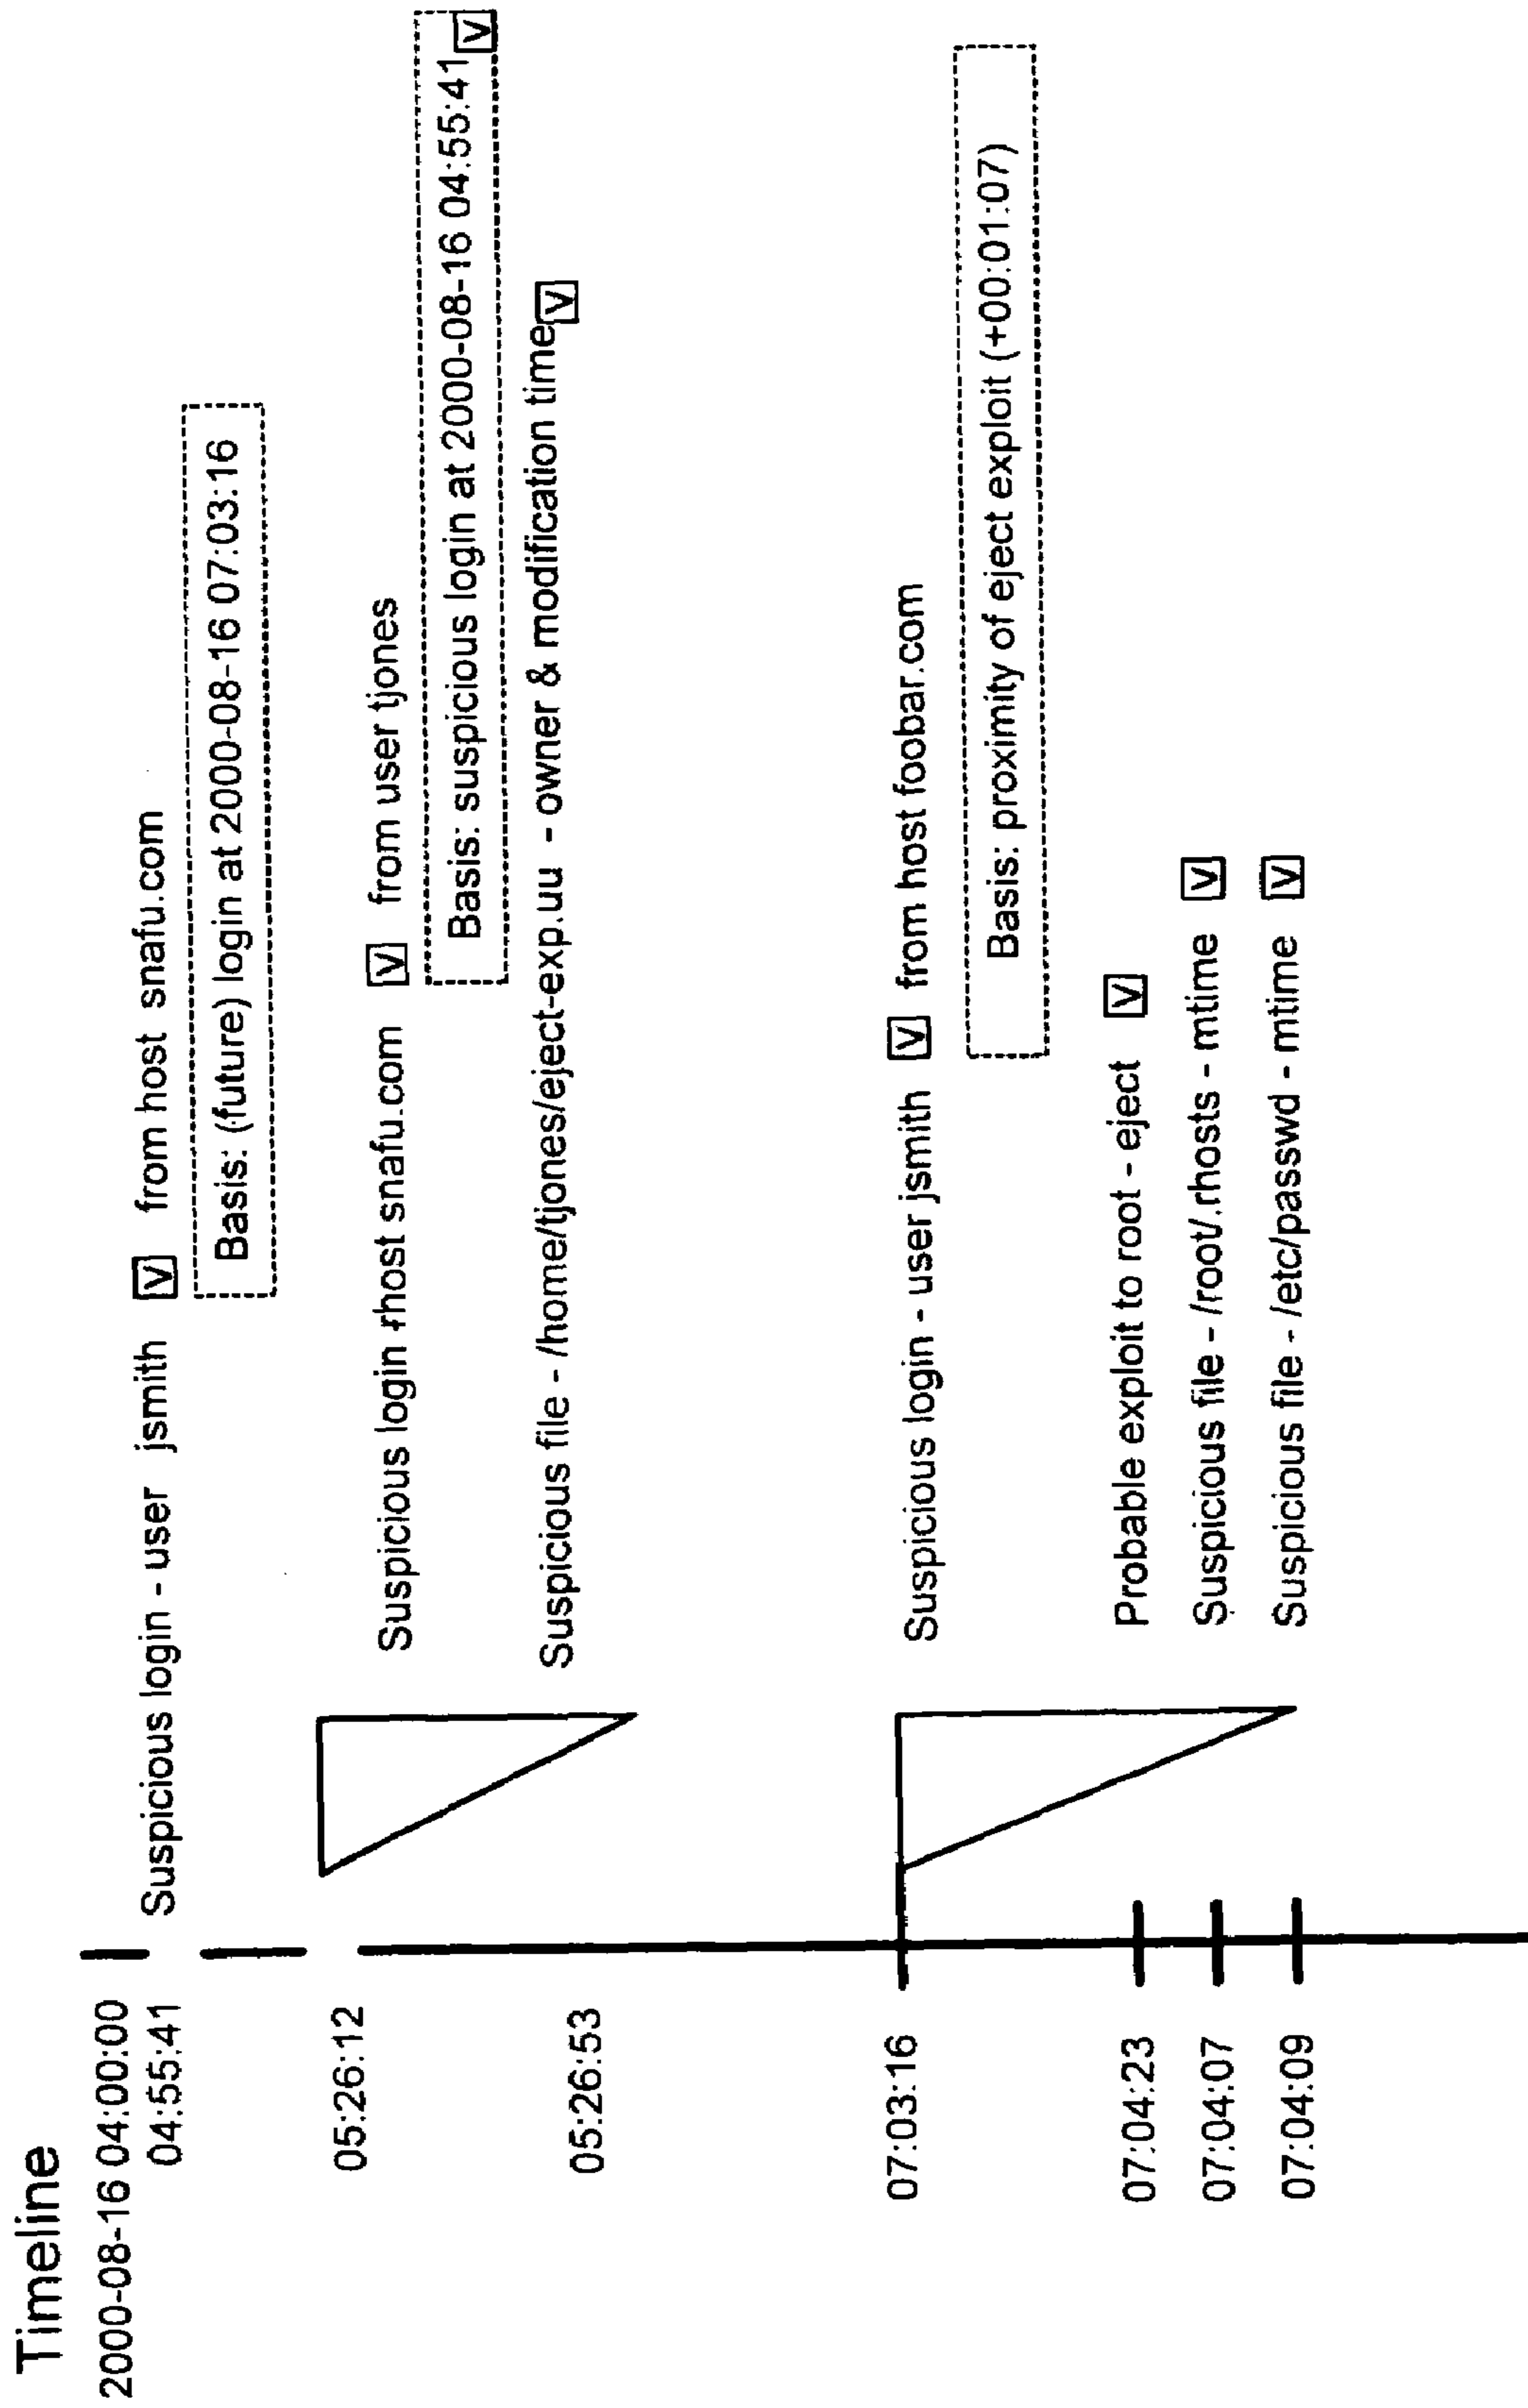 Timeline
2000-08-16 04:00:00
04:55:41 Suspicious login - user jsmith V from host snafu.com
Basis: (future) login at 2000-08-16 07:03:16
05:26:12 Suspicious login - host snafu.com V from user tjones
Basis: suspicious login at 2000-08-16 04:55:41 V
05:26:53 Suspicious file - /home/tjones/eject-exp.uu - owner & modification time V
07:03:16 Suspicious login - user jsmith V from host foobar.com
Basis: proximity of eject exploit (+00:01:07)
07:04:23 Probable exploit to root - eject V
07:04:07 Suspicious file - /root/.rhosts - mtime V
07:04:09 Suspicious file - /etc/passwd - mtime V